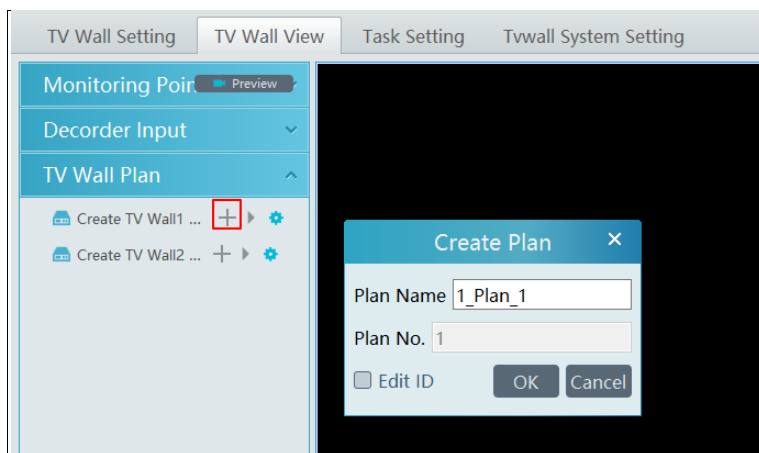 TV Wall Setting TV Wall View Task Setting Tvwall System Setting
Monitoring Poin Preview
Decorder Input
TV Wall Plan
Create TV Wall1 ...
Create TV Wall2 ...
Create Plan
Plan Name 1_Plan_1
Plan No. 1
Edit ID OK Cancel